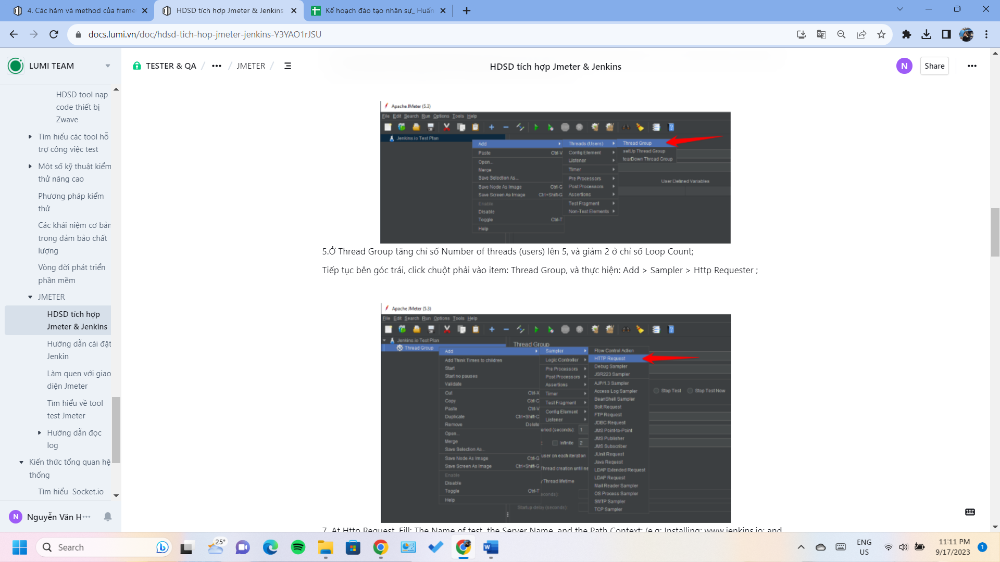 4. Các hàm và method của frame
HDSD tích hợp Jmeter & Jenkins
Kế hoạch đào tạo nhân sự_ Huấn
docs.lumi.vn/doc/hdsd-tich-hop-jmeter-jenkins-Y3YAO1rJSU
LUMI TEAM
TESTER & QA / ••• / JMETER /
HDSD tích hợp Jmeter & Jenkins
N
Share
HDSD tool nạp
code thiết bị
Zwave
Tìm hiểu các tool hỗ
trợ công việc test
Một số kỹ thuật kiểm
thử nâng cao
Phương pháp kiểm
thử
Các khái niệm cơ bản
trong đảm bảo chất
lượng
Vòng đời phát triển
phần mềm
JMETER
HDSD tích hợp
Jmeter & Jenkins
Hướng dẫn cài đặt
Jenkin
Làm quen với giao
diện Jmeter
Tìm hiểu về tool
test Jmeter
Hướng dẫn đọc
log
Kiến thức tổng quan hệ
thống
Tìm hiểu Socket.io
N Nguyễn Văn H
Apache JMeter (5.3)
File Edit Search Run Options Tools Help
Jenkins.io Test Plan
Add
Paste Ctrl-V
Open...
Merge
Save Selection As...
Save Node As Image Ctrl-G
Save Screen As Image Ctrl+Shift-G
Enable
Disable
Toggle Ctrl-T
Help
Threads (Users)
Config Element
Listener
Timer
Pre Processors
Post Processors
Assertions
Test Fragment
Non-Test Elements
Thread Group
setUp Thread Group
tearDown Thread Group
User Defined Variables
5.Ở Thread Group tăng chỉ số Number of threads (users) lên 5, và giảm 2 ở chỉ số Loop Count;
Tiếp tục bên góc trái, click chuột phải vào item: Thread Group, và thực hiện: Add > Sampler > Http Requester ;
Apache JMeter (5.3)
File Edit Search Run Options Tools Help
Jenkins.io Test Plan
Thread Group
Thread Group
Add
Add Think Times to children
Start
Start no pauses
Validate
Cut Ctrl-X
Copy Ctrl-C
Paste Ctrl-V
Duplicate Ctrl+Shift-C
Remove Delete
Open...
Merge
Save Selection As...
Save Node As Image Ctrl-G
Save Screen As Image Ctrl+Shift-G
Enable
Disable
Toggle Ctrl-T
Help
Sampler
Logic Controller
Pre Processors
Post Processors
Assertions
Timer
Test Fragment
Config Element
Listener
eriod (seconds): 1
Infinite 2
user on each iteration
Thread creation until ne
y Thread lifetime
econds):
Startup delay (seconds):
Flow Control Action
HTTP Request
Debug Sampler
JSR223 Sampler
AJP/1.3 Sampler
Access Log Sampler
BeanShell Sampler
Bolt Request
FTP Request
JDBC Request
JMS Point-to-Point
JMS Publisher
JMS Subscriber
JUnit Request
Java Request
LDAP Extended Request
LDAP Request
Mail Reader Sampler
OS Process Sampler
SMTP Sampler
TCP Sampler
Stop Test Stop Test Now
7. At Http Request, Fill: The Name of test, the Server Name, and the Path Context; (e.g: Installing; www.jenkins.io; and
Search
25°
ENG
US
11:11 PM
9/17/2023
1